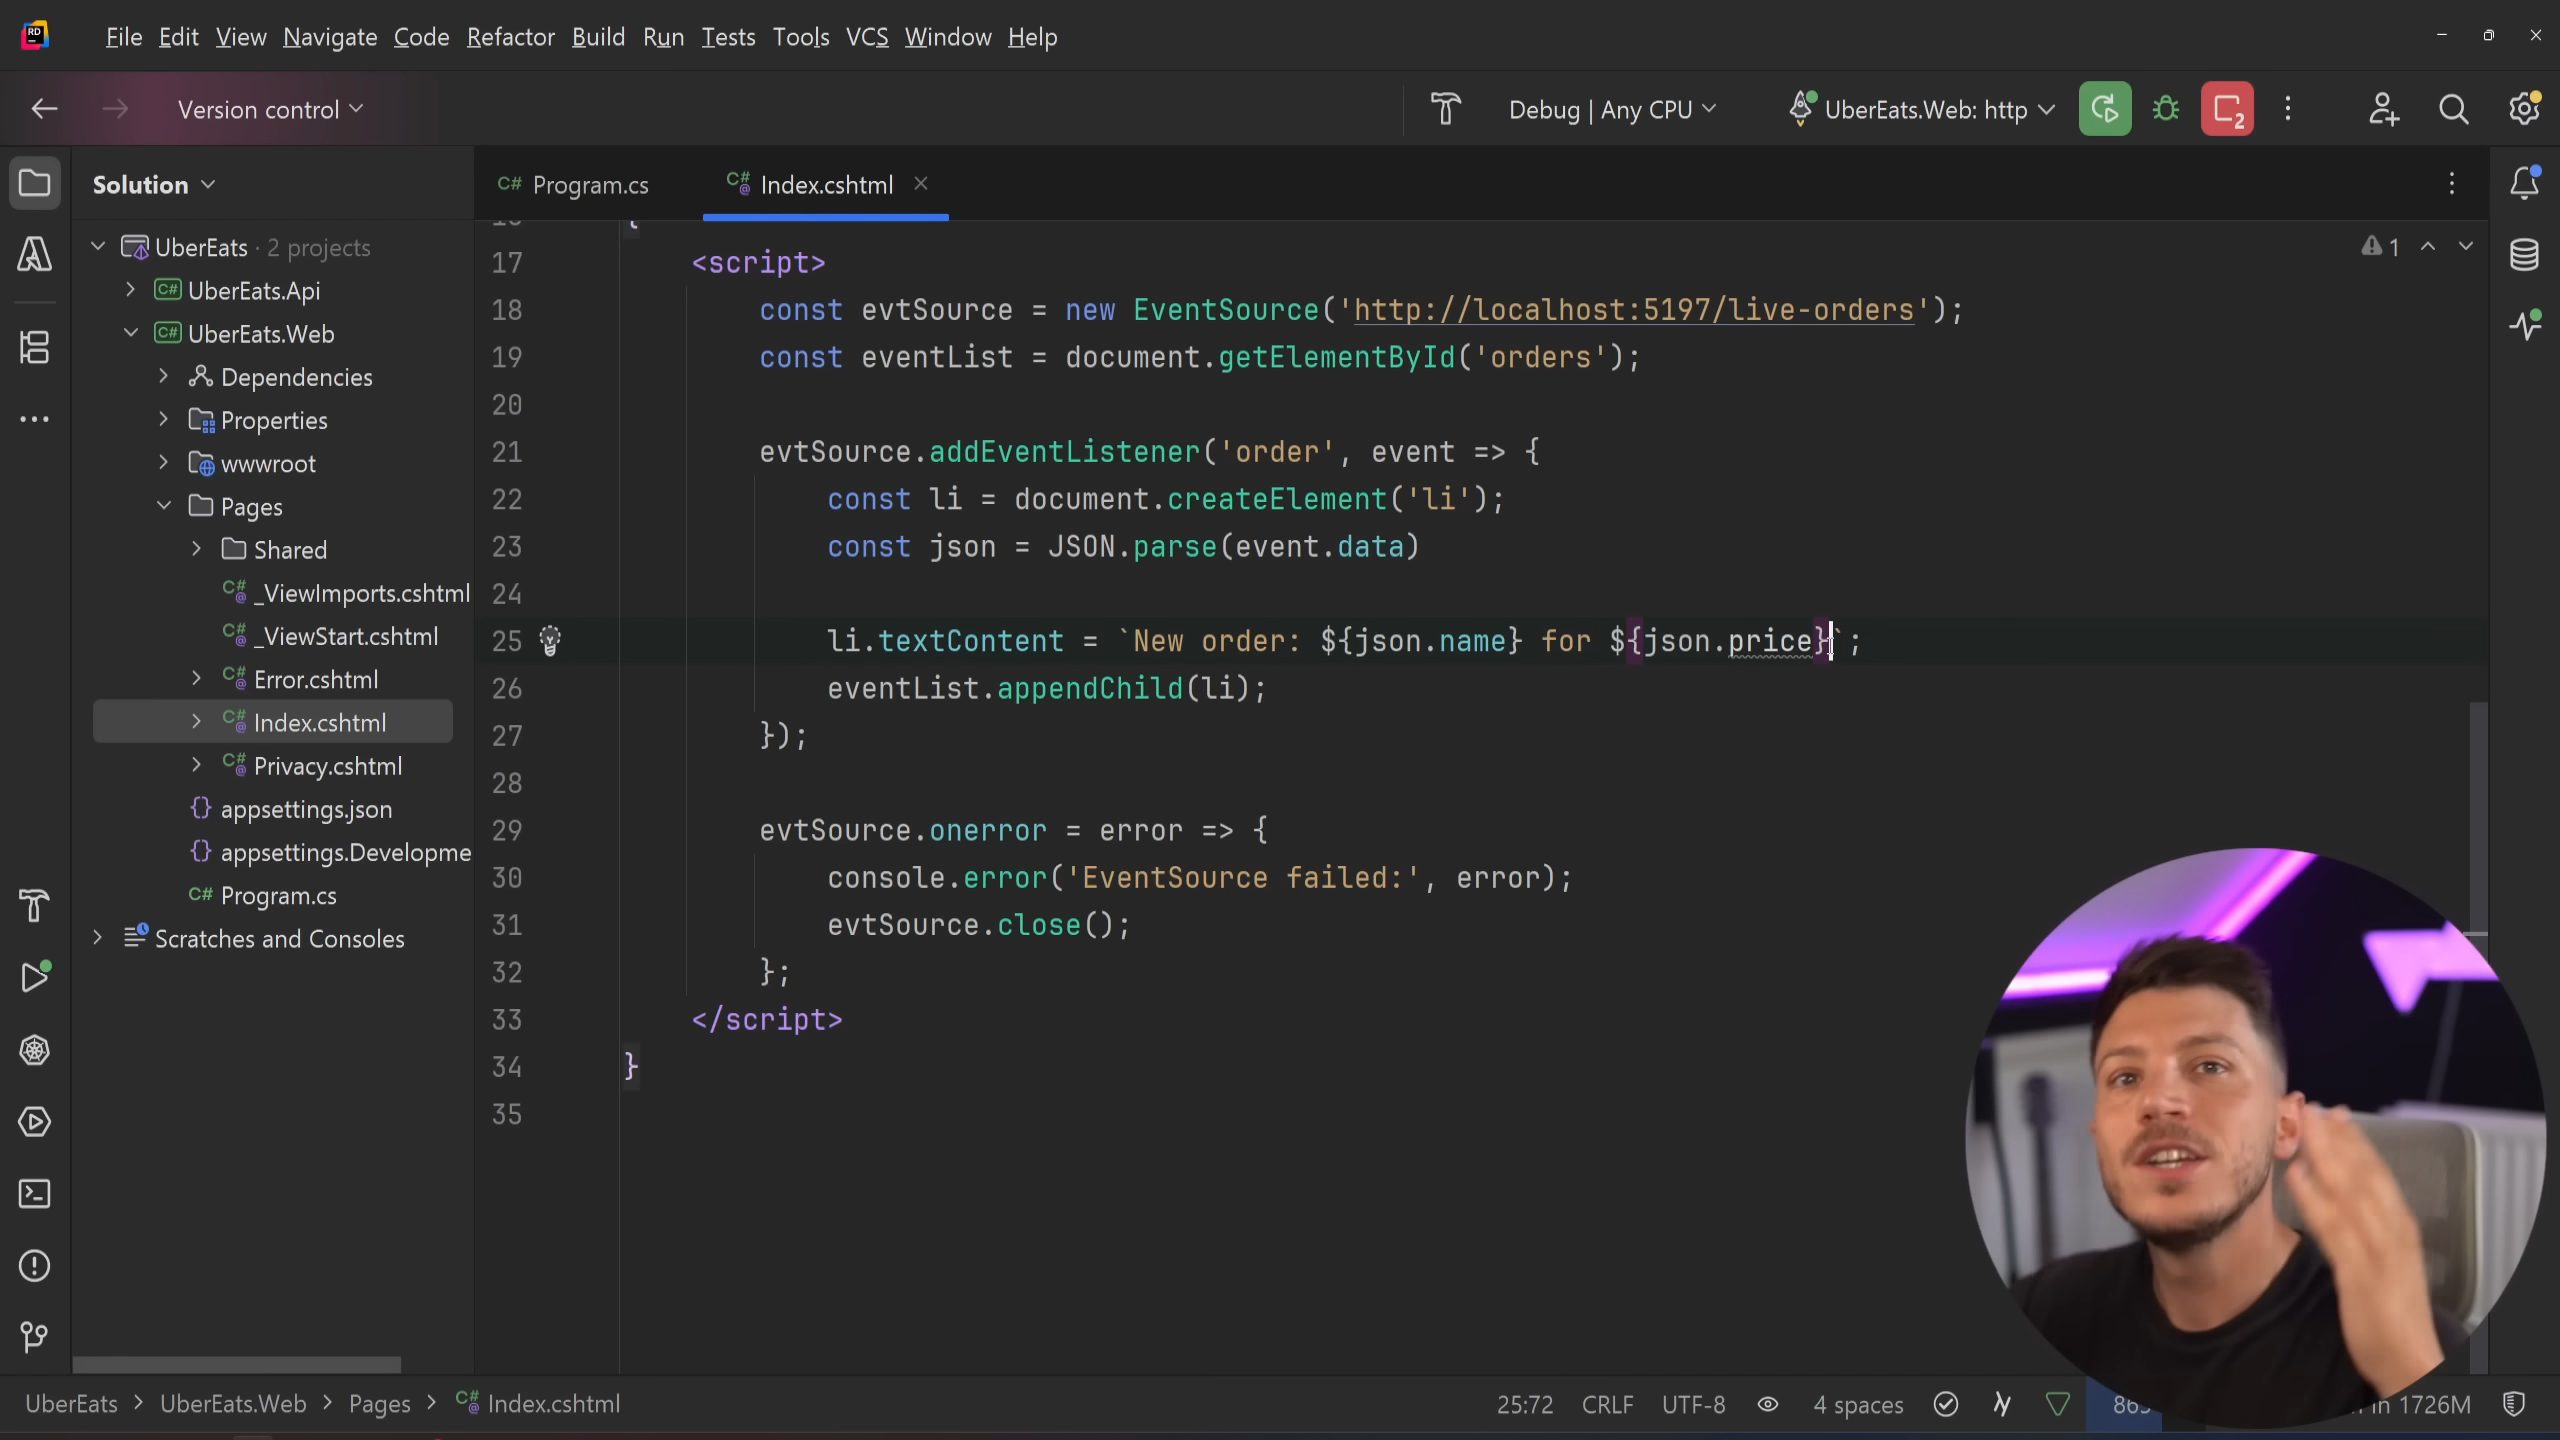 RD
File Edit View Navigate Code Refactor Build Run Tests Tools VCS Window Help
Version control
Debug | Any CPU
UberEats.Web: http
2
Solution
C# Program.cs
C# Index.cshtml
UberEats · 2 projects
C# UberEats.Api
C# UberEats.Web
Dependencies
Properties
wwwroot
Pages
Shared
C# _ViewImports.cshtml
C# _ViewStart.cshtml
C# Error.cshtml
C# Index.cshtml
C# Privacy.cshtml
{} appsettings.json
{} appsettings.Developme
C# Program.cs
Scratches and Consoles
1
{
17 <script>
18 const evtSource = new EventSource('http://localhost:5197/live-orders');
19 const eventList = document.getElementById('orders');
20
21 evtSource.addEventListener('order', event => {
22 const li = document.createElement('li');
23 const json = JSON.parse(event.data)
24
25 li.textContent = `New order: ${json.name} for ${json.price}`;
26 eventList.appendChild(li);
27 });
28
29 evtSource.onerror = error => {
30 console.error('EventSource failed:', error);
31 evtSource.close();
32 };
33 </script>
34 }
35
UberEats > UberEats.Web > Pages > C# Index.cshtml
25:72 CRLF UTF-8 4 spaces
in 1726M